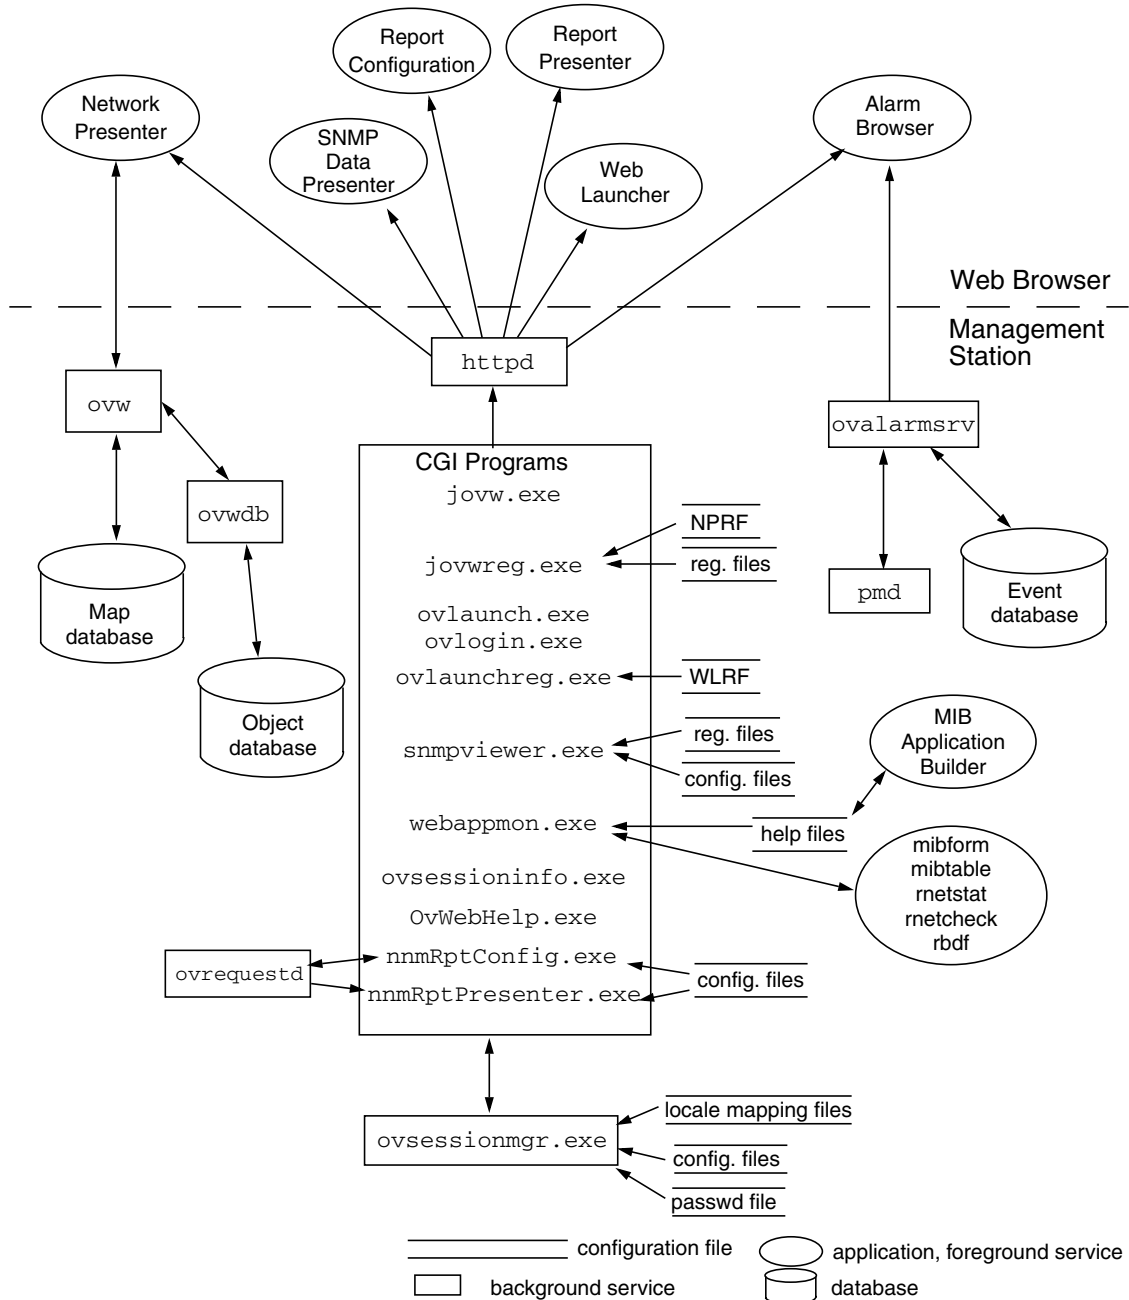 Report
Configuration
Report
Presenter
Network
Presenter
SNMP
Data
Presenter
Web
Launcher
Alarm
Browser
Web Browser
Management
Station
httpd
ovw
ovwdb
Map
database
Object
database
ovalarmsrv
pmd
Event
database
CGI Programs
jovw.exe
NPRF
jovwreg.exe
reg. files
ovlaunch.exe
ovlogin.exe
ovlaunchreg.exe
WLRF
snmpviewer.exe
reg. files
config. files
MIB
Application
Builder
webappmon.exe
help files
mibform
mibtable
rnetstat
rnetcheck
rbdf
ovsessioninfo.exe
OvWebHelp.exe
ovrequestd
nnmRptConfig.exe
nnmRptPresenter.exe
config. files
ovsessionmgr.exe
locale mapping files
config. files
passwd file
configuration file
application, foreground service
background service
database